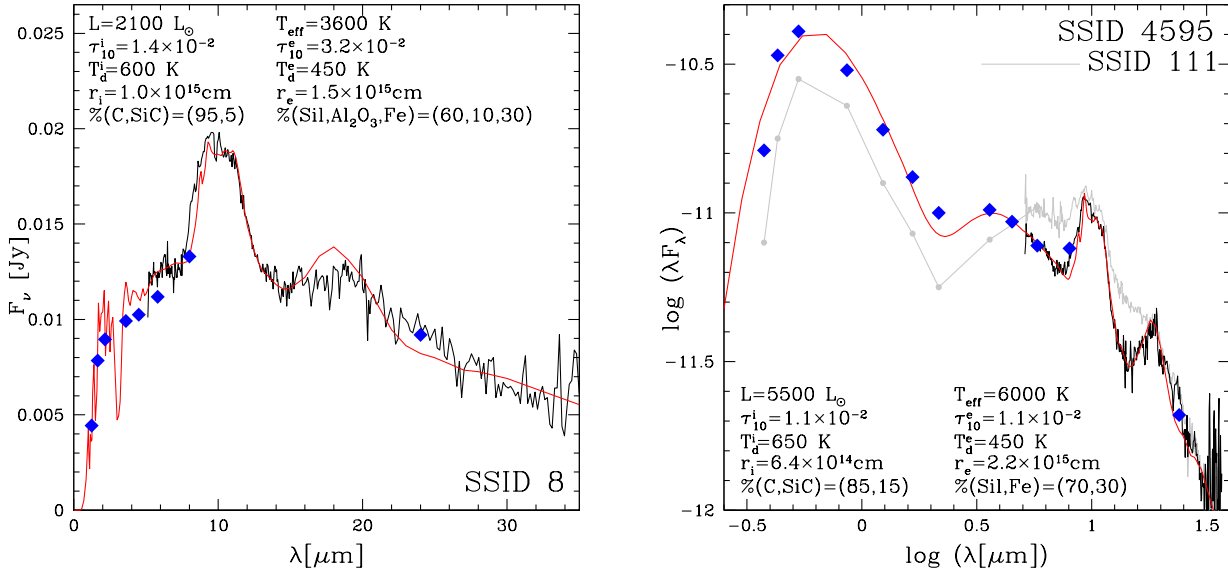 L=2100 L☉ T_eff=3600 K
τ^i_10=1.4×10^−2 τ^e_10=3.2×10^−2
T^i_d=600 K T^e_d=450 K
r_i=1.0×10^15cm r_e=1.5×10^15cm
%(C,SiC)=(95,5) %(Sil,Al_2O_3,Fe)=(60,10,30)
0.025
0.02
0.015
0.01
0.005
0
F_ν [Jy]
SSID 8
0 10 20 30
λ[μm]
SSID 4595
SSID 111
−10.5
−11
−11.5
−12
log (λF_λ)
L=5500 L☉ T_eff=6000 K
τ^i_10=1.1×10^−2 τ^e_10=1.1×10^−2
T^i_d=650 K T^e_d=450 K
r_i=6.4×10^14cm r_e=2.2×10^15cm
%(C,SiC)=(85,15) %(Sil,Fe)=(70,30)
−0.5 0 0.5 1 1.5
log (λ[μm])